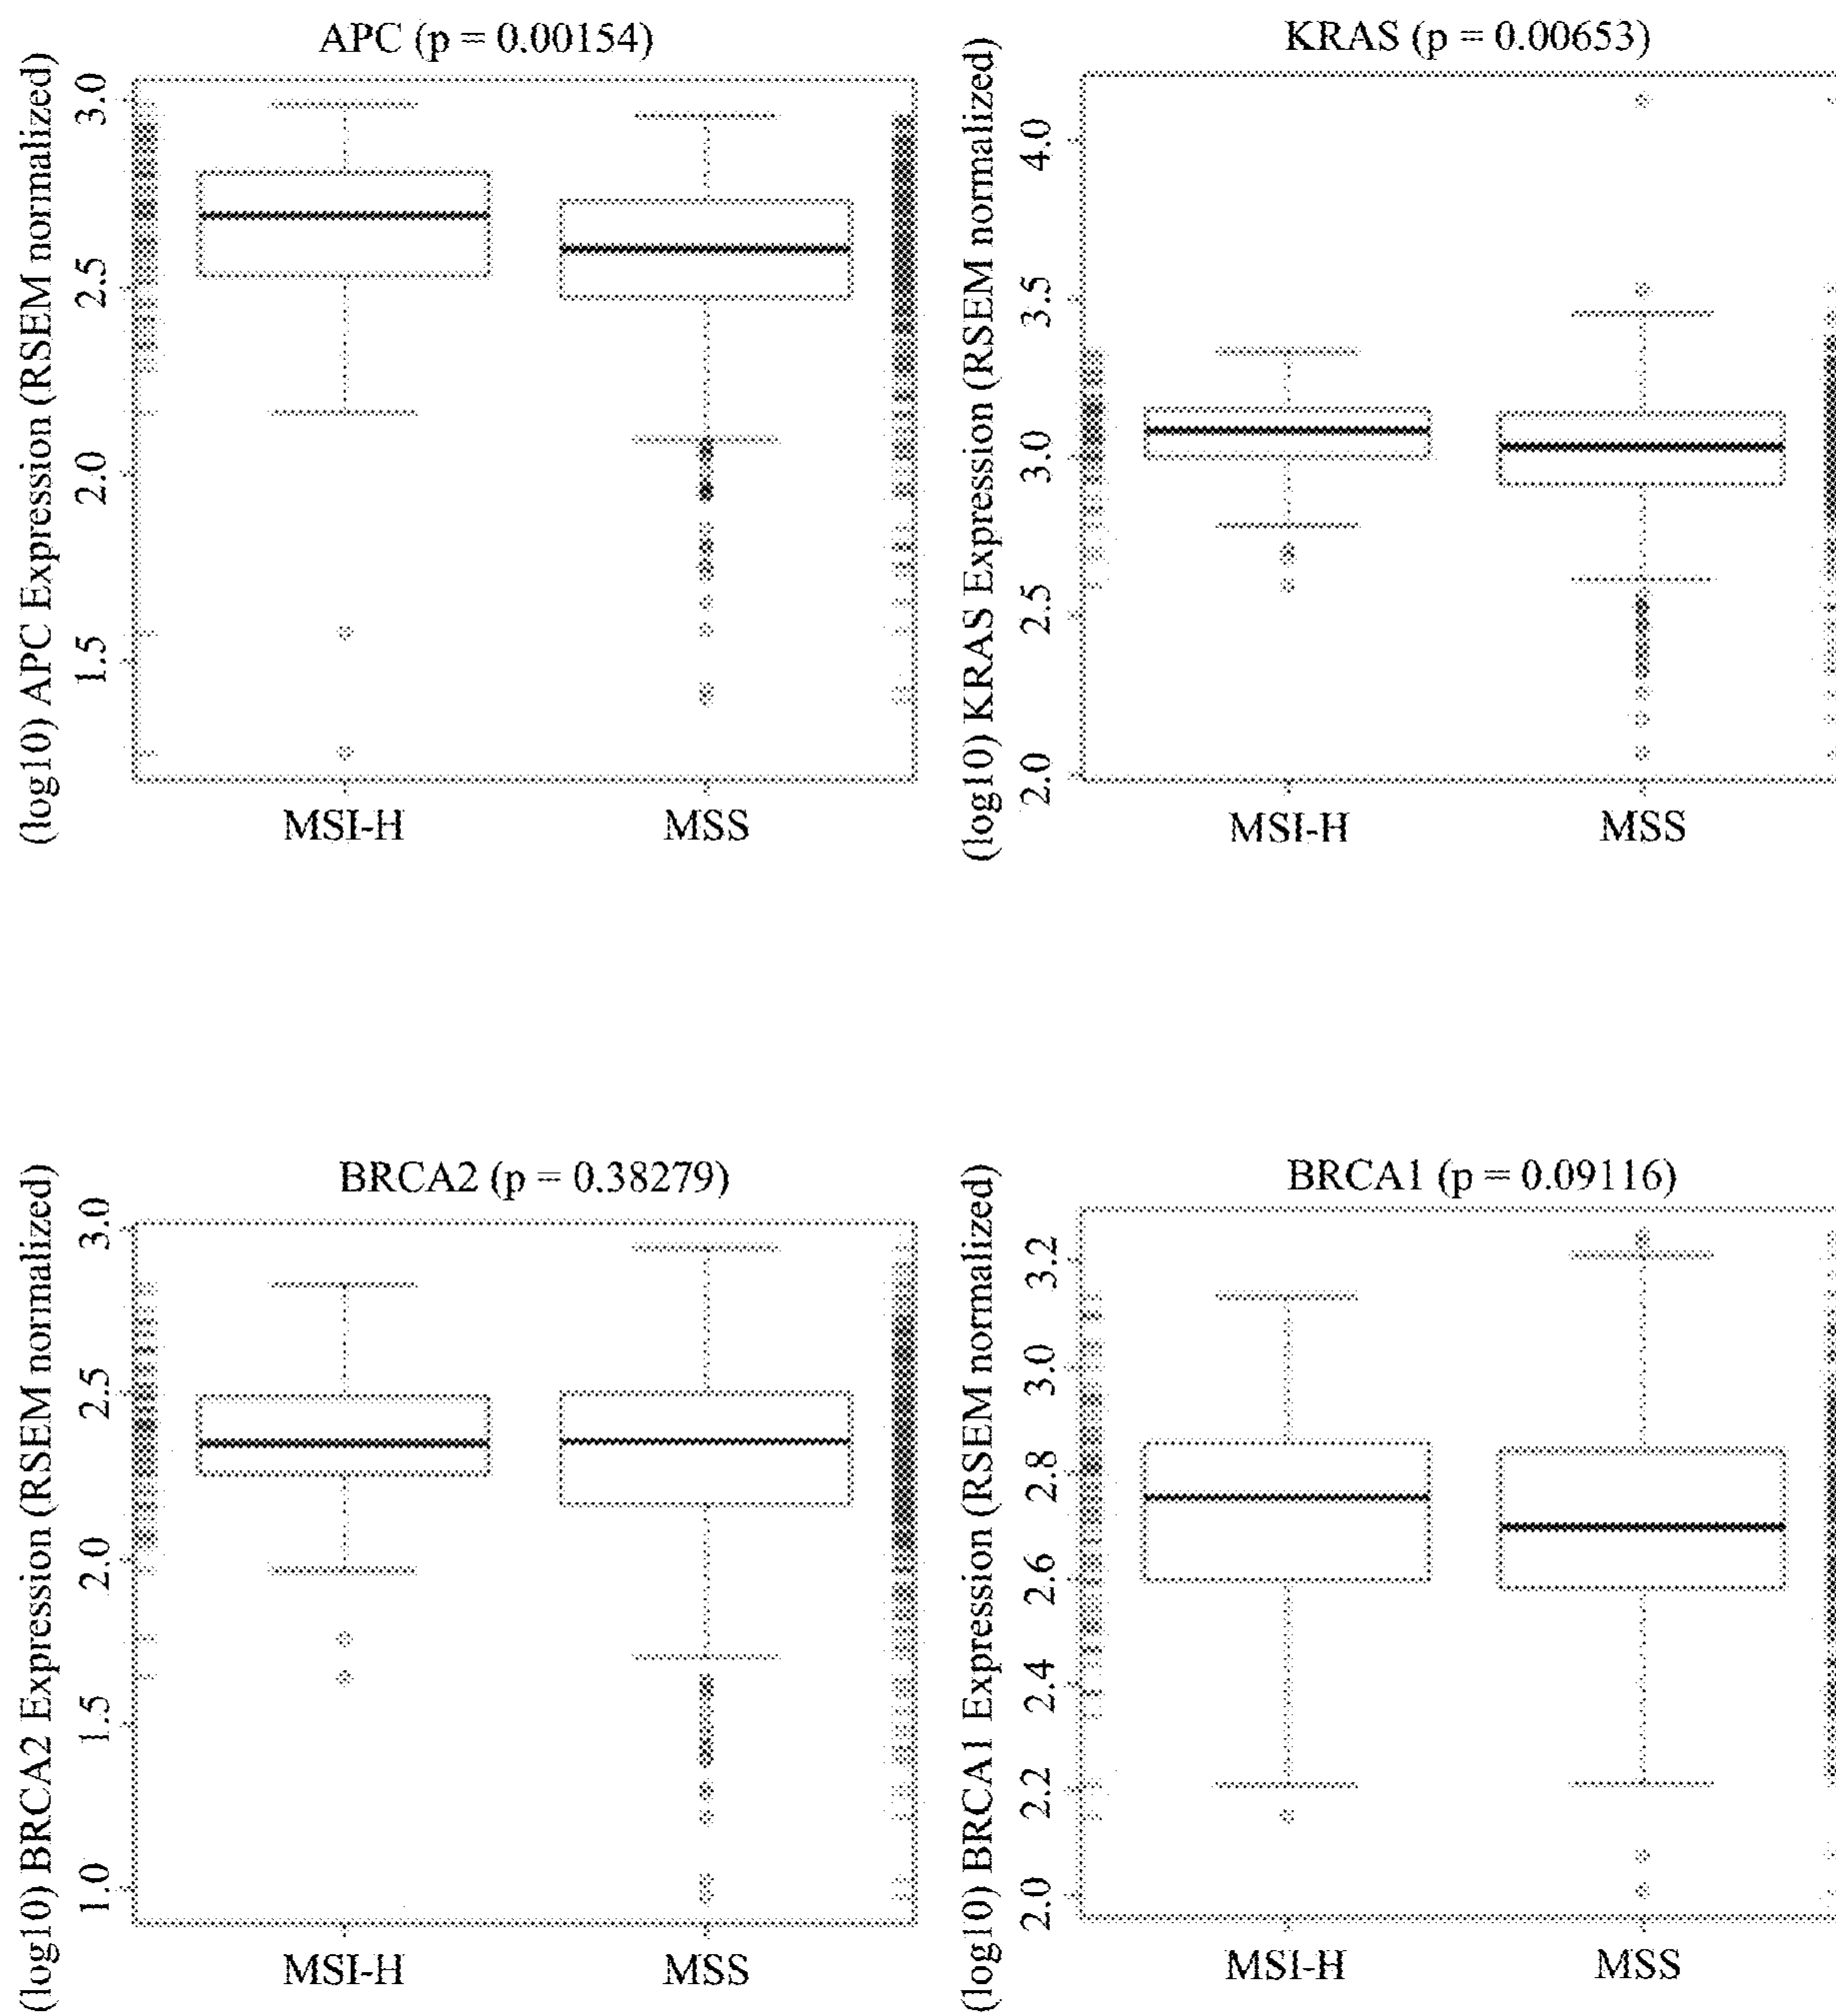 APC (p = 0.00154)
(log10) APC Expression (RSEM normalized)
3.0
2.5
2.0
1.5
MSI-H MSS
KRAS (p = 0.00653)
(log10) KRAS Expression (RSEM normalized)
4.0
3.5
3.0
2.5
2.0
MSI-H MSS
BRCA2 (p = 0.38279)
(log10) BRCA2 Expression (RSEM normalized)
3.0
2.5
2.0
1.5
1.0
MSI-H MSS
BRCA1 (p = 0.09116)
(log10) BRCA1 Expression (RSEM normalized)
3.2
3.0
2.8
2.6
2.4
2.2
2.0
MSI-H MSS